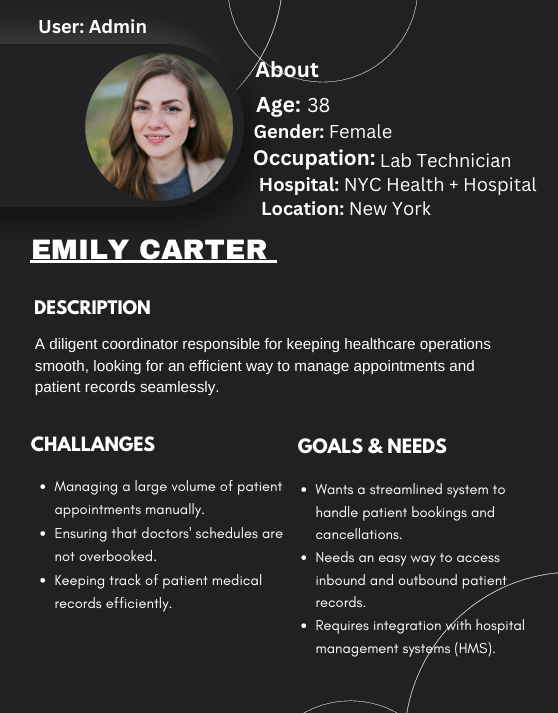 User: Admin
About
Age: 38
Gender: Female
Occupation: Lab Technician
Hospital: NYC Health + Hospital
Location: New York
EMILY CARTER
DESCRIPTION
A diligent coordinator responsible for keeping healthcare operations
smooth, looking for an efficient way to manage appointments and
patient records seamlessly.
CHALLANGES
• Managing a large volume of patient
appointments manually.
• Ensuring that doctors' schedules are
not overbooked.
• Keeping track of patient medical
records efficiently.
GOALS & NEEDS
• Wants a streamlined system to
handle patient bookings and
cancellations.
• Needs an easy way to access
inbound and outbound patient
records.
• Requires integration with hospital
management systems (HMS).